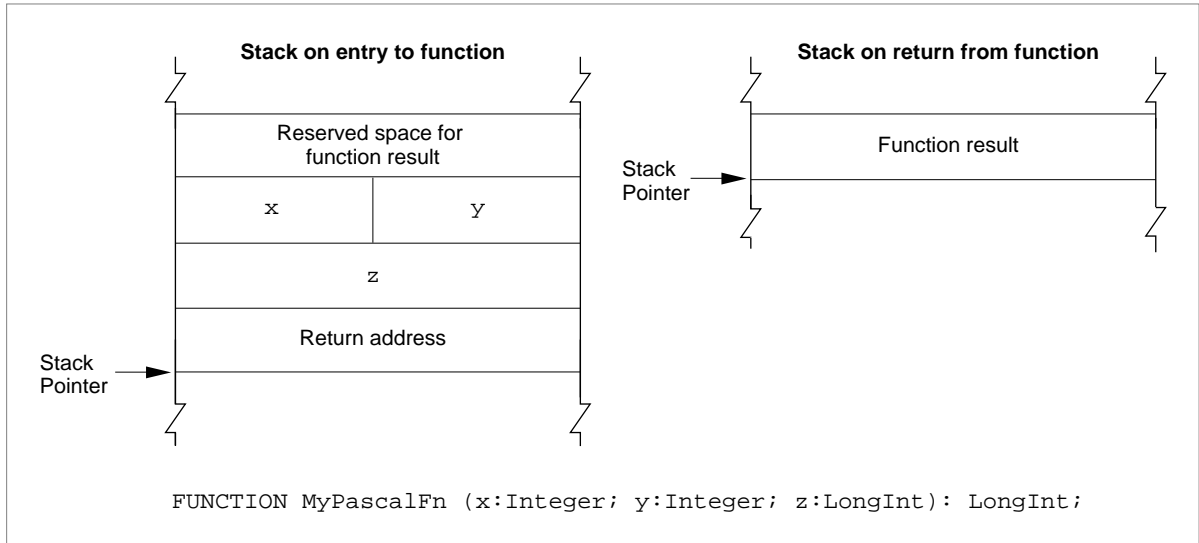 Stack on entry to function
Reserved space for
function result
x
y
z
Return address
Stack
Pointer
Stack on return from function
Function result
Stack
Pointer
FUNCTION MyPascalFn (x:Integer; y:Integer; z:LongInt): LongInt;